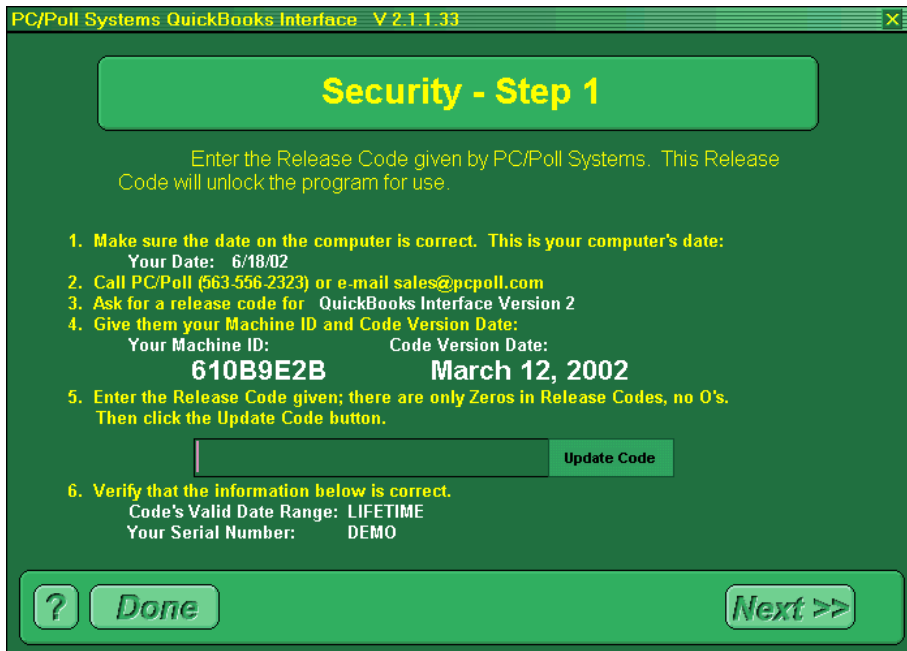 PC/Poll Systems QuickBooks Interface V 2.1.1.33
Security - Step 1
Enter the Release Code given by PC/Poll Systems. This Release
Code will unlock the program for use.
1. Make sure the date on the computer is correct. This is your computer's date:
Your Date: 6/18/02
2. Call PC/Poll (563-556-2323) or e-mail sales@pcpoll.com
3. Ask for a release code for QuickBooks Interface Version 2
4. Give them your Machine ID and Code Version Date:
Your Machine ID: Code Version Date:
610B9E2B March 12, 2002
5. Enter the Release Code given; there are only Zeros in Release Codes, no O's.
Then click the Update Code button.
Update Code
6. Verify that the information below is correct.
Code's Valid Date Range: LIFETIME
Your Serial Number: DEMO
? Done Next >>